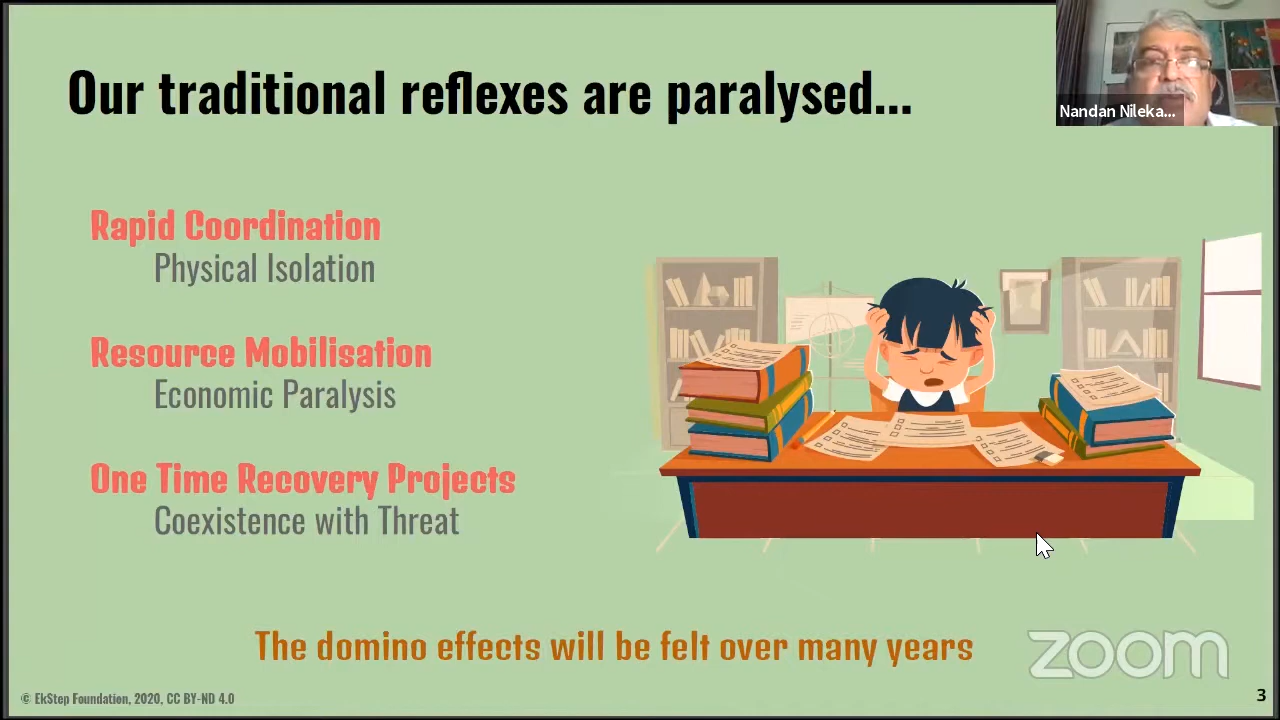 Our traditional reflexes are paralysed...
Nandan Nileka...
Rapid Coordination
Physical Isolation
Resource Mobilisation
Economic Paralysis
One Time Recovery Projects
Coexistence with Threat
The domino effects will be felt over many years
zoom
© EkStep Foundation, 2020, CC BY-ND 4.0
3